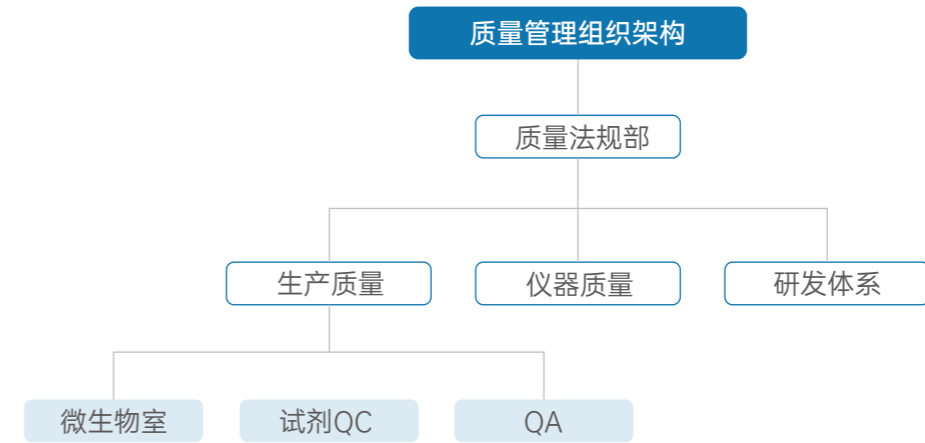 质量管理组织架构
质量法规部
生产质量
仪器质量
研发体系
微生物室
试剂QC
QA